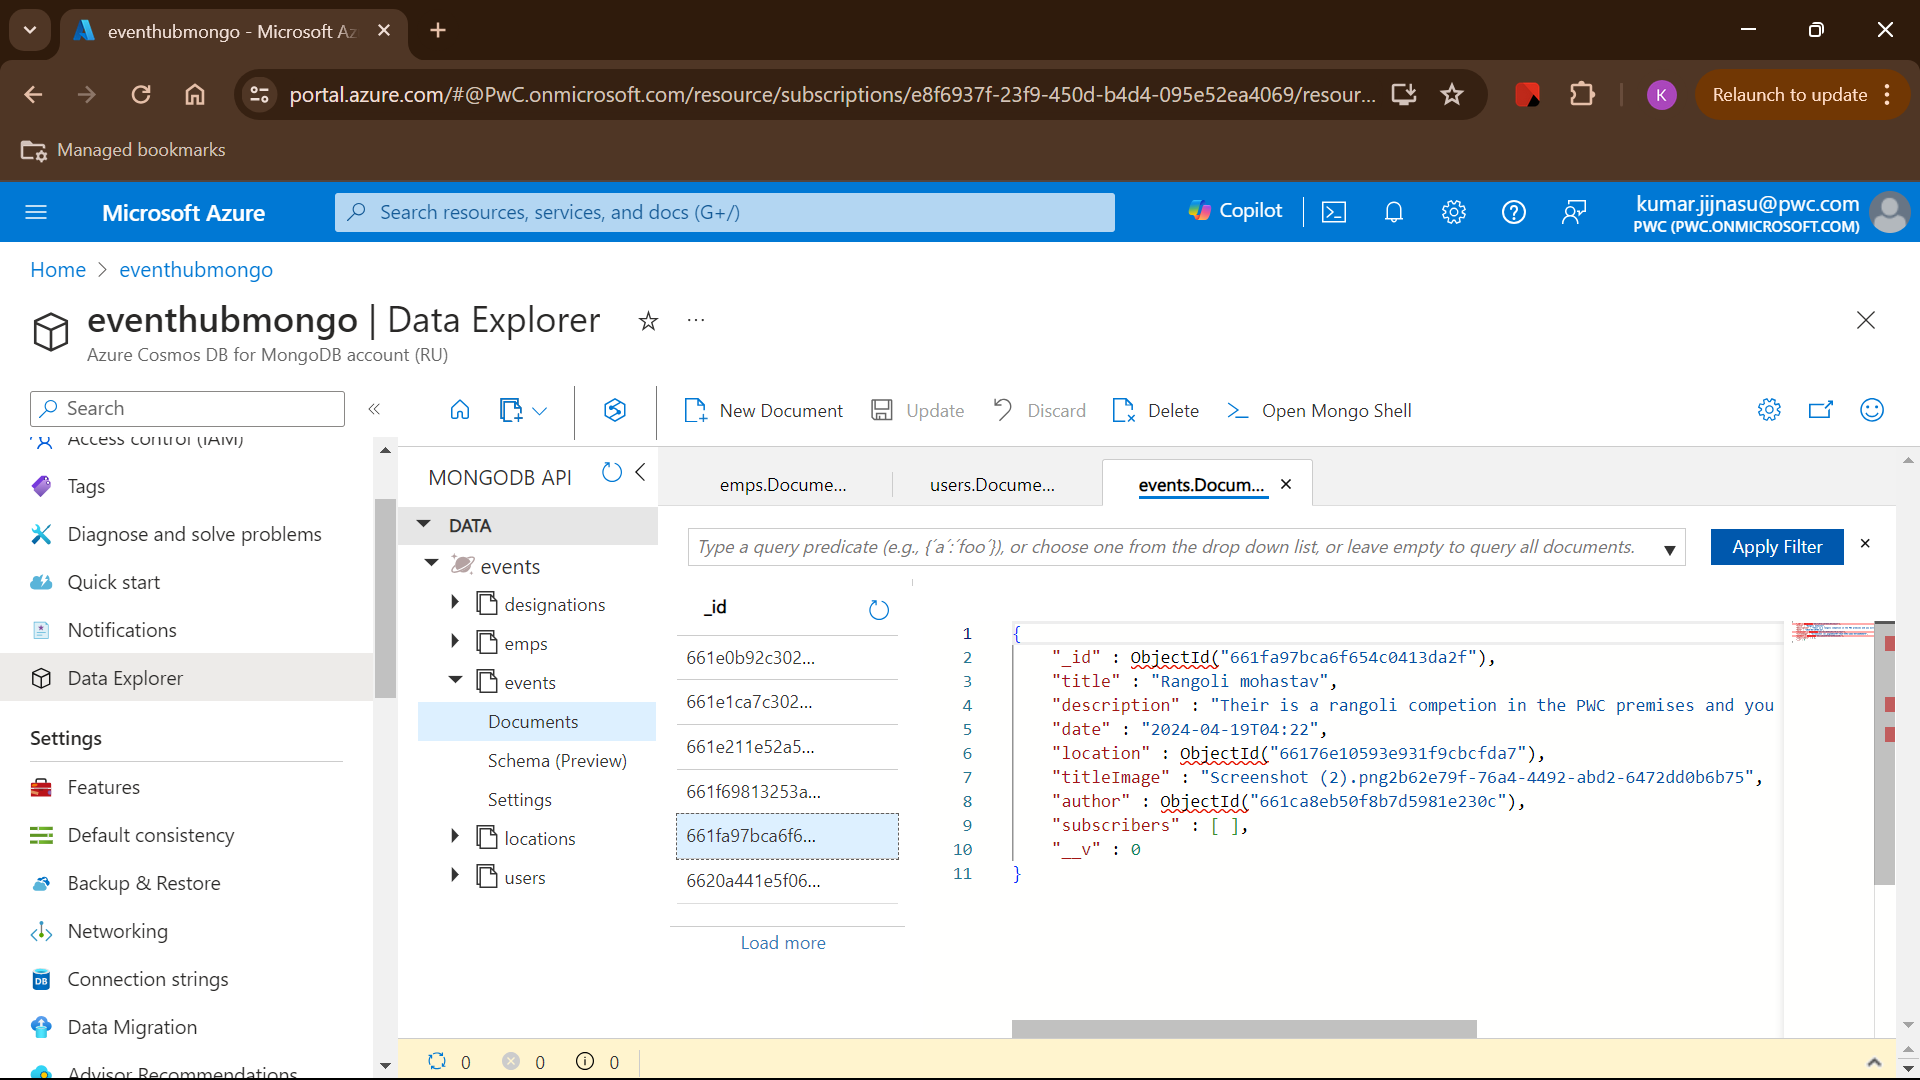 eventhubmongo - Microsoft Az
portal.azure.com/#@PwC.onmicrosoft.com/resource/subscriptions/e8f6937f-23f9-450d-b4d4-095e52ea4069/resour...
K
Relaunch to update
Managed bookmarks
Microsoft Azure
Search resources, services, and docs (G+/)
Copilot
kumar.jijnasu@pwc.com
PWC (PWC.ONMICROSOFT.COM)
Home > eventhubmongo
eventhubmongo | Data Explorer
Azure Cosmos DB for MongoDB account (RU)
Search
Access control (IAM)
Tags
Diagnose and solve problems
Quick start
Notifications
Data Explorer
Settings
Features
Default consistency
Backup & Restore
Networking
Connection strings
Data Migration
Advisor Recommendations
New Document
Update
Discard
Delete
Open Mongo Shell
MONGODB API
DATA
events
designations
emps
events
Documents
Schema (Preview)
Settings
locations
users
emps.Docume...
users.Docume...
events.Docum...
Type a query predicate (e.g., {´a´:´foo´}), or choose one from the drop down list, or leave empty to query all documents.
Apply Filter
_id
661e0b92c302...
661e1ca7c302...
661e211e52a5...
661f69813253a...
661fa97bca6f6...
6620a441e5f06...
Load more
1 {
2 "_id" : ObjectId("661fa97bca6f654c0413da2f"),
3 "title" : "Rangoli mohastav",
4 "description" : "Their is a rangoli competion in the PWC premises and you
5 "date" : "2024-04-19T04:22",
6 "location" : ObjectId("66176e10593e931f9cbcfda7"),
7 "titleImage" : "Screenshot (2).png2b62e79f-76a4-4492-abd2-6472dd0b6b75",
8 "author" : ObjectId("661ca8eb50f8b7d5981e230c"),
9 "subscribers" : [ ],
10 "__v" : 0
11 }
0 0 0